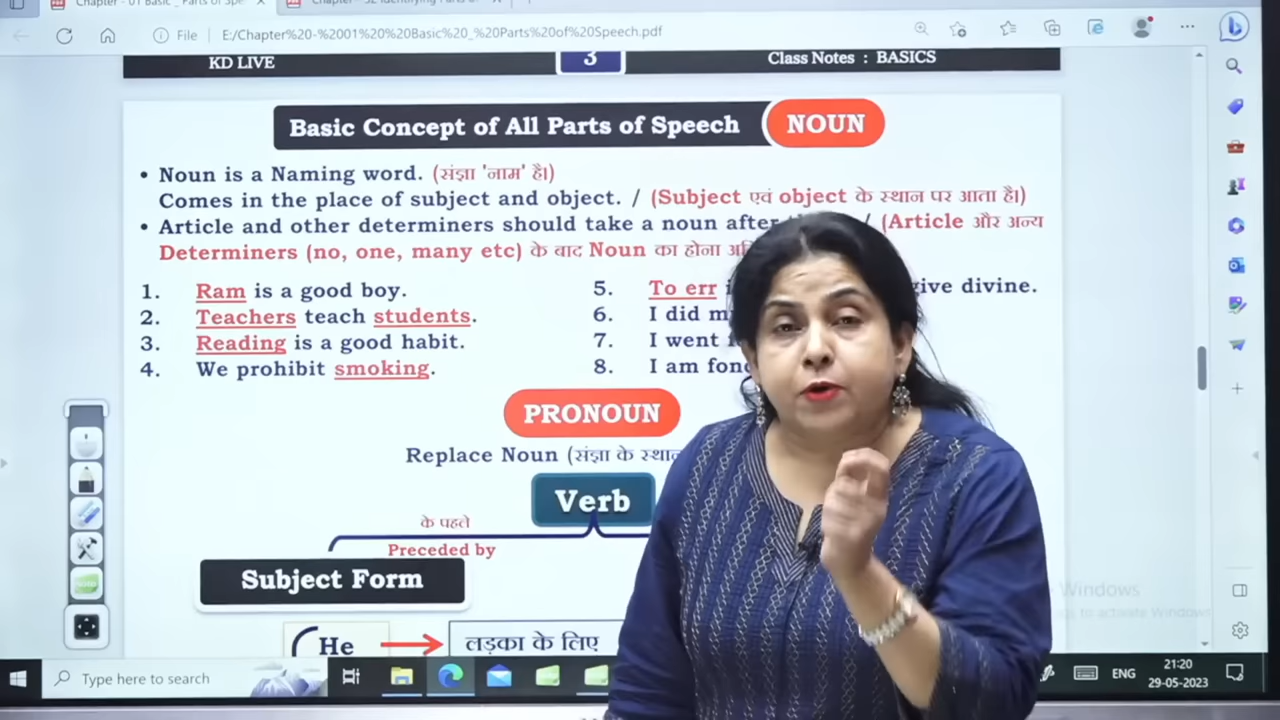 Chapter - 01 Basic _ Parts of Spe
File
E:/Chapter%20-%2001%20%20Basic%20_%20Parts%20of%20Speech.pdf
KD LIVE
3
Class Notes : BASICS
Basic Concept of All Parts of Speech
NOUN
• Noun is a Naming word. (संज्ञा 'नाम' है।)
Comes in the place of subject and object. / (Subject एवं object के स्थान पर आता है।)
• Article and other determiners should take a noun after / (Article और अन्य
Determiners (no, one, many etc) के बाद Noun का होना
1. Ram is a good boy.
2. Teachers teach students.
3. Reading is a good habit.
4. We prohibit smoking.
5. To err give divine.
6. I did
7. I went
8. I am
PRONOUN
Replace Noun (संज्ञा के
Verb
के पहले
Preceded by
Subject Form
He
लड़का के लिए
Windows
to activate Windows
Type here to search
ENG
21:20
29-05-2023